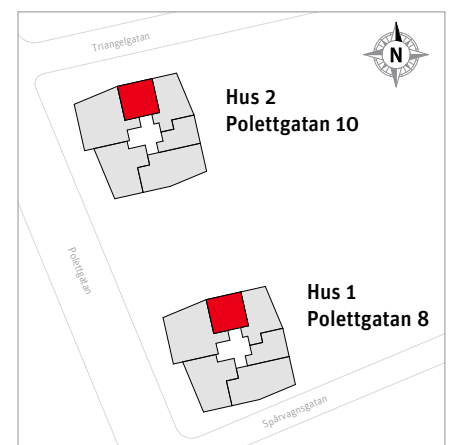 Triangelgatan
N
Hus 2
Polettgatan 10
Polettgatan
Hus 1
Polettgatan 8
Spårvagnsgatan